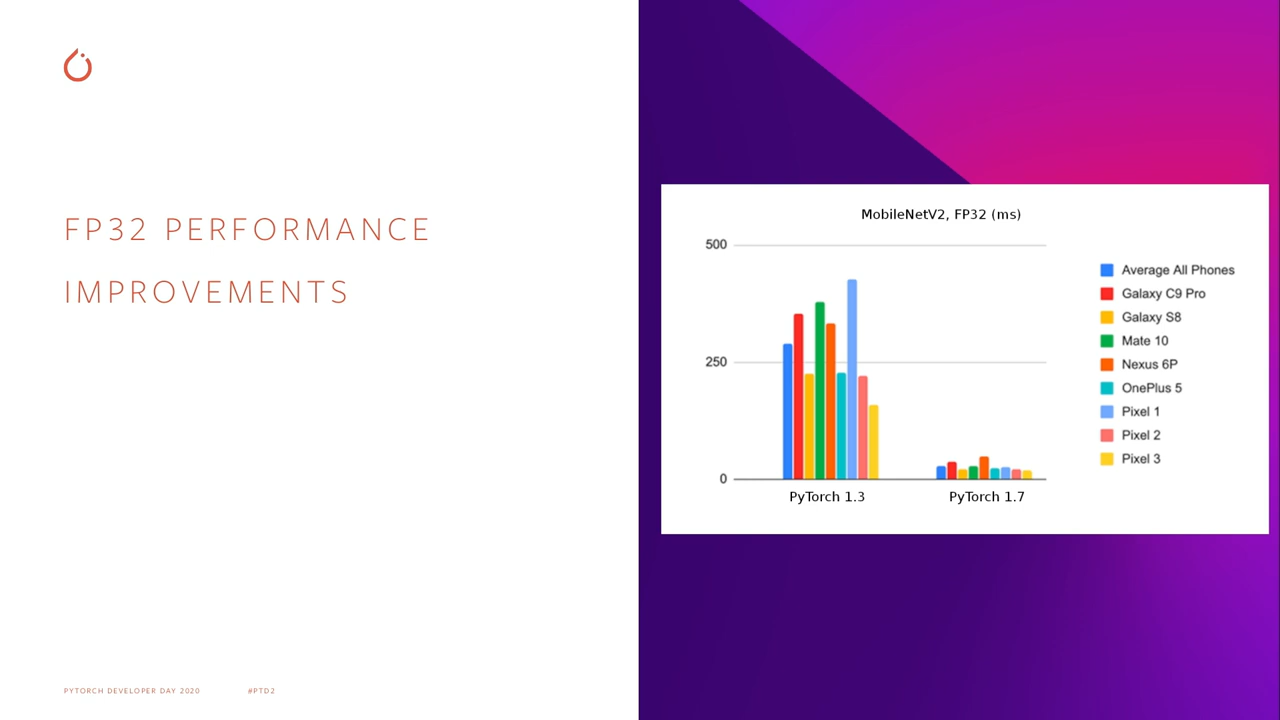 FP32 PERFORMANCE
IMPROVEMENTS
PYTORCH DEVELOPER DAY 2020
#PTD2
MobileNetV2, FP32 (ms)
500
250
0
PyTorch 1.3
PyTorch 1.7
Average All Phones
Galaxy C9 Pro
Galaxy S8
Mate 10
Nexus 6P
OnePlus 5
Pixel 1
Pixel 2
Pixel 3